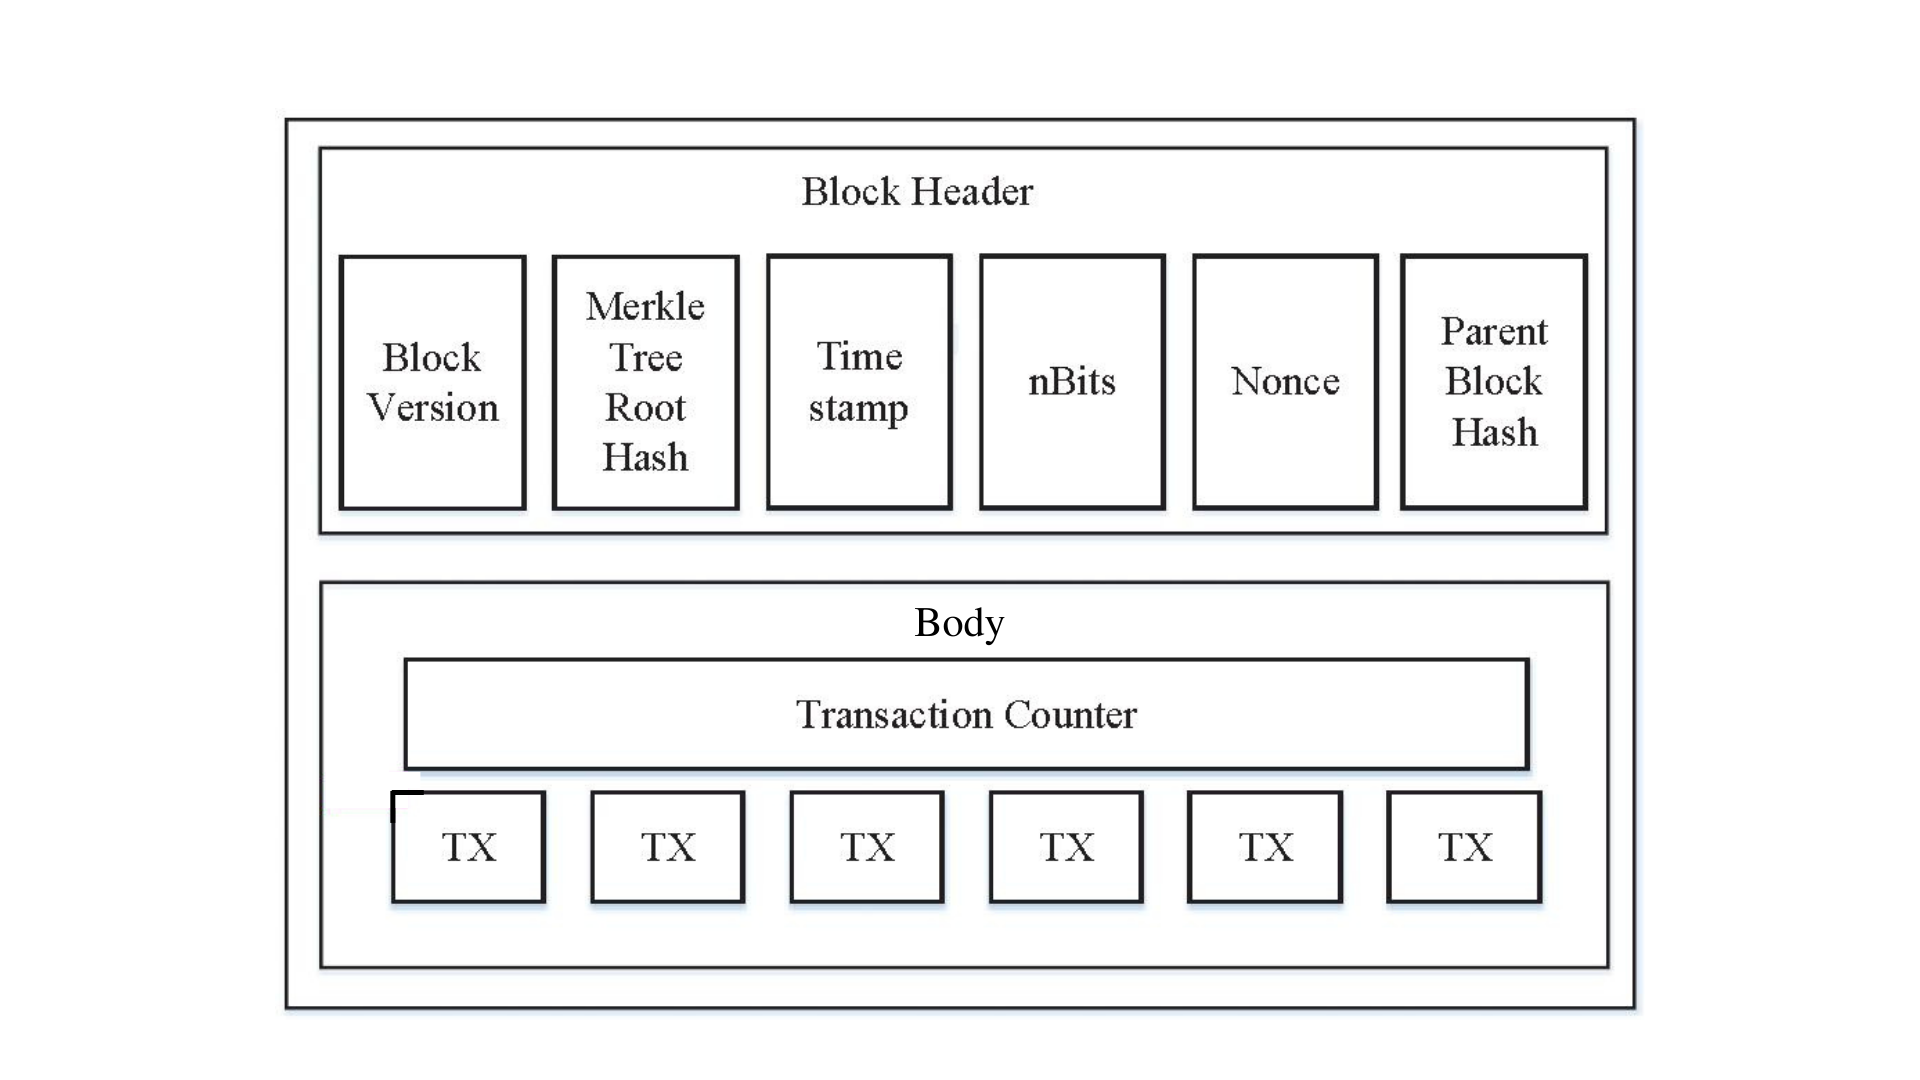 Block Header
Block
Version
Merkle
Tree
Root
Hash
Time
stamp
nBits
Nonce
Parent
Block
Hash
Body
Transaction Counter
TX
TX
TX
TX
TX
TX